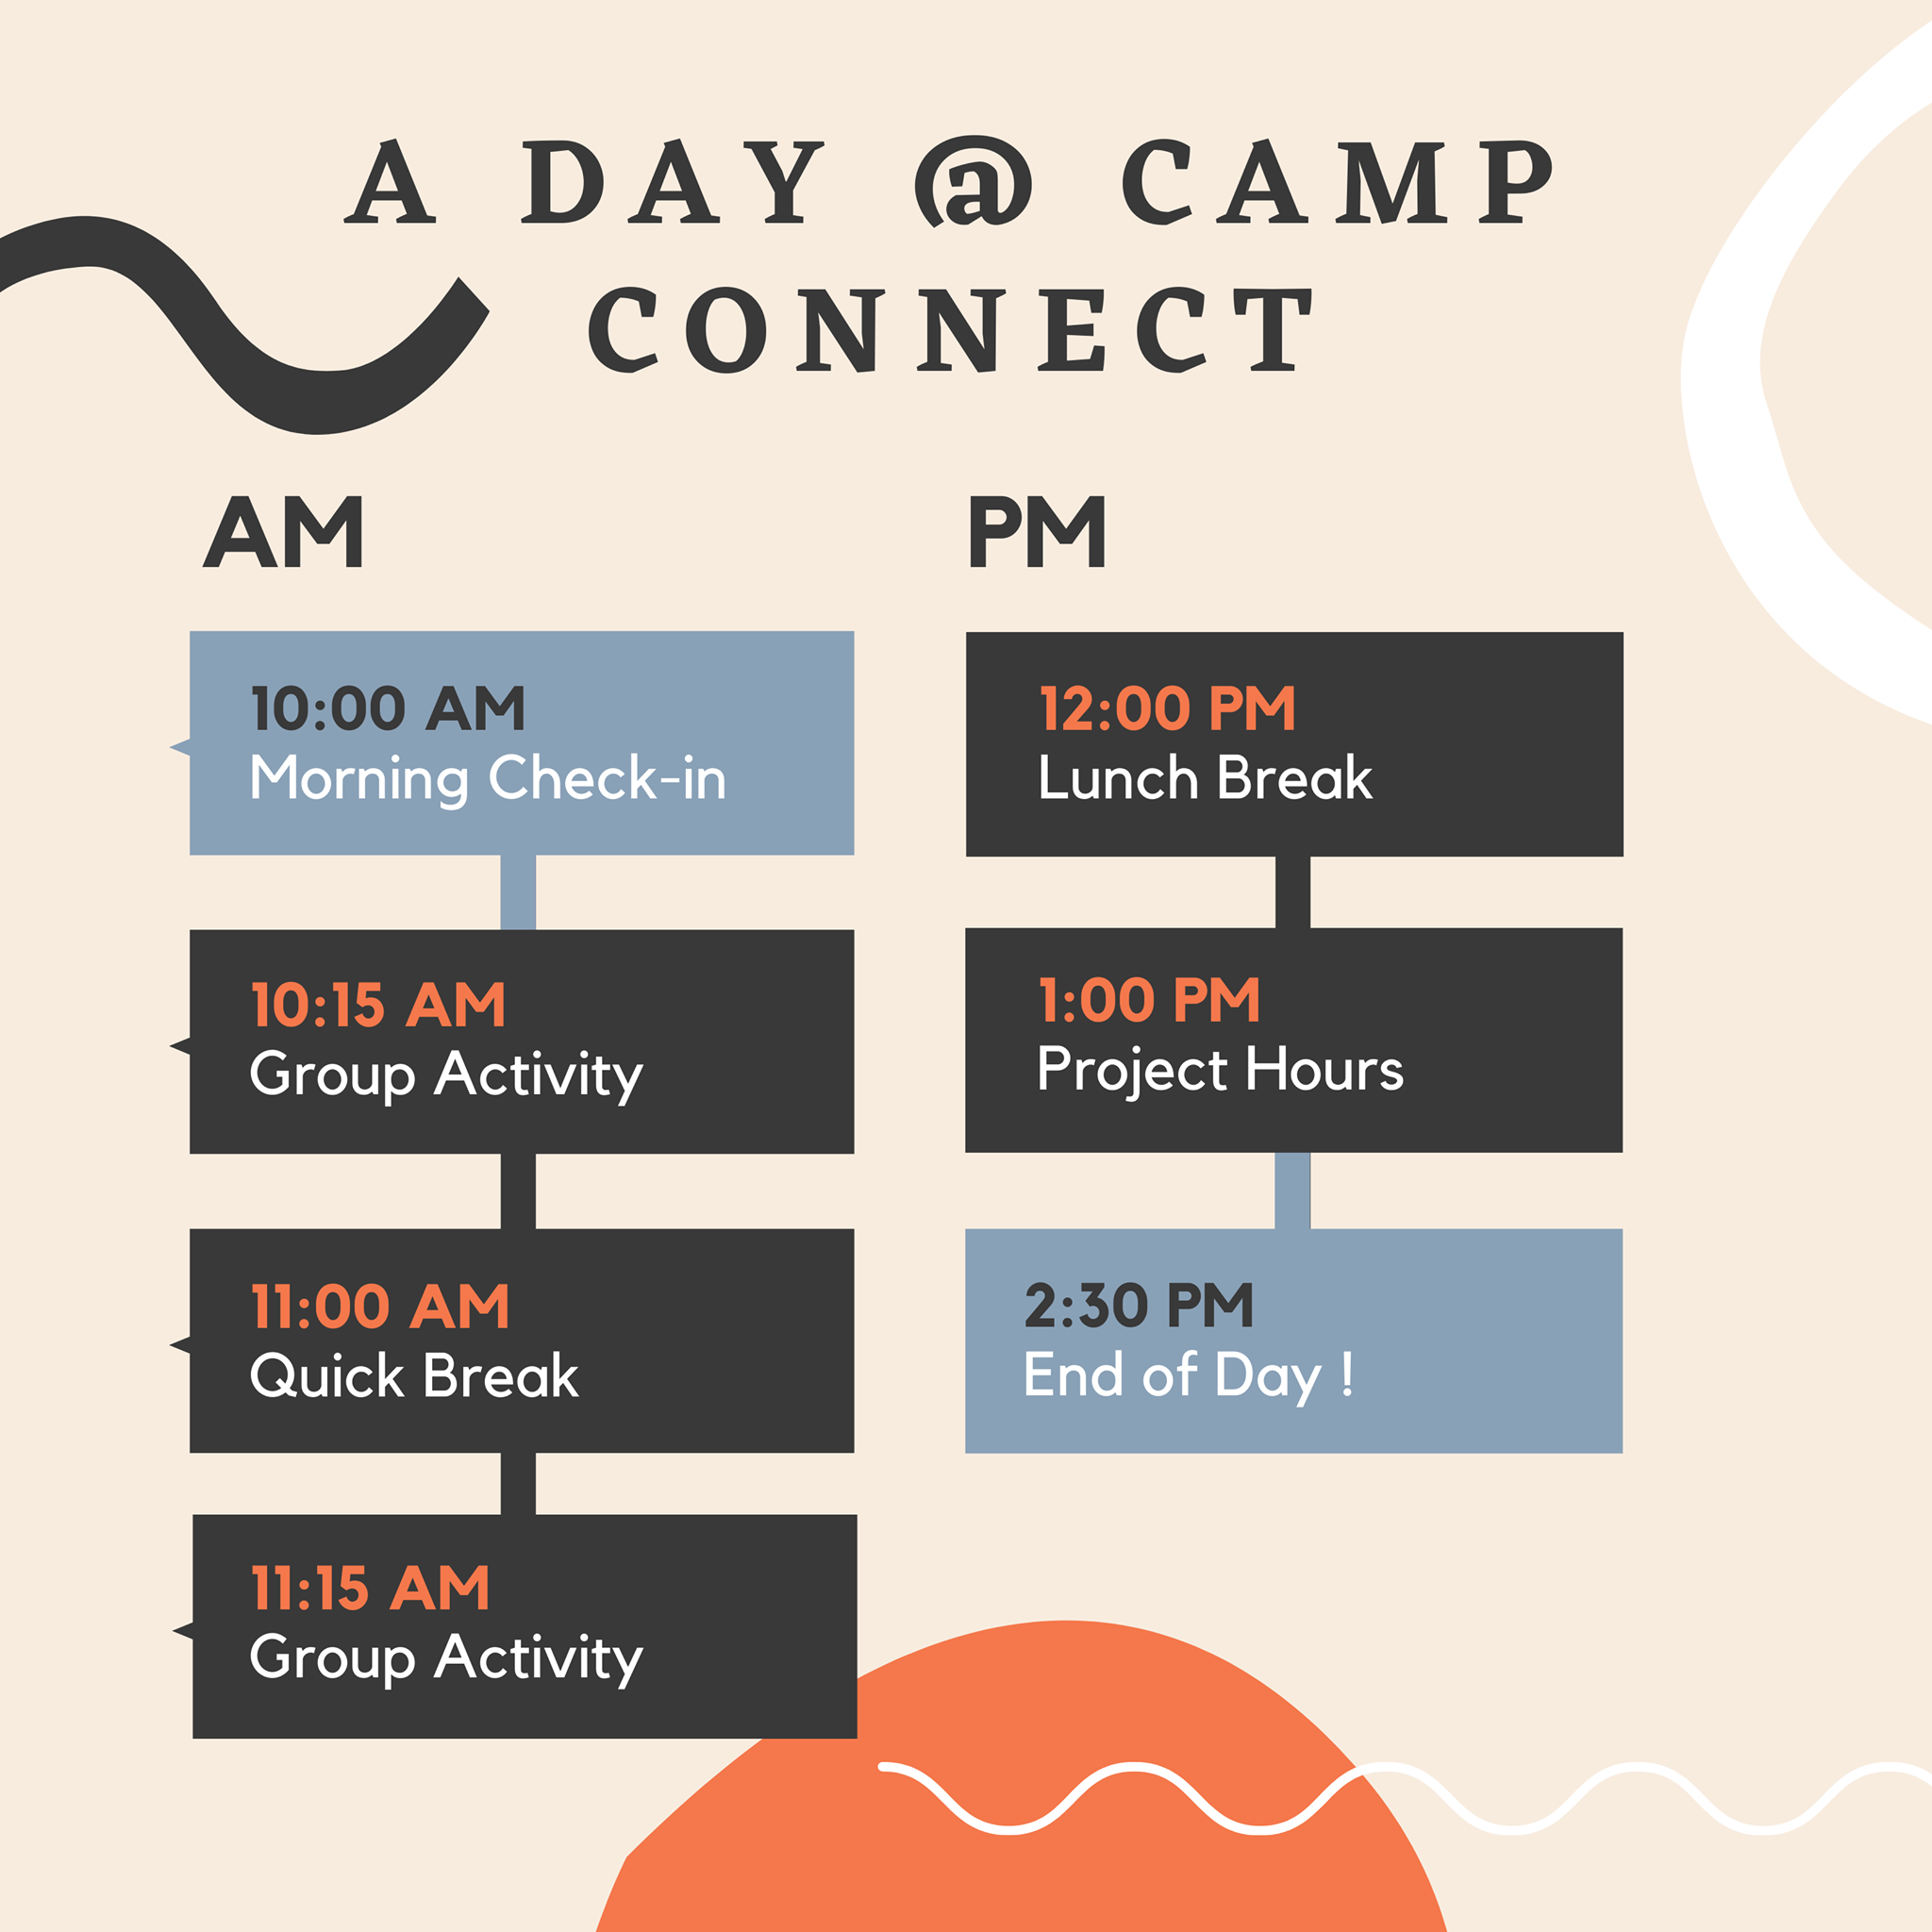 A DAY @ CAMP
CONNECT
AM
10:00 AM
Morning Check-in
10:15 AM
Group Activity
11:00 AM
Quick Break
11:15 AM
Group Activity
PM
12:00 PM
Lunch Break
1:00 PM
Project Hours
2:30 PM
End of Day !